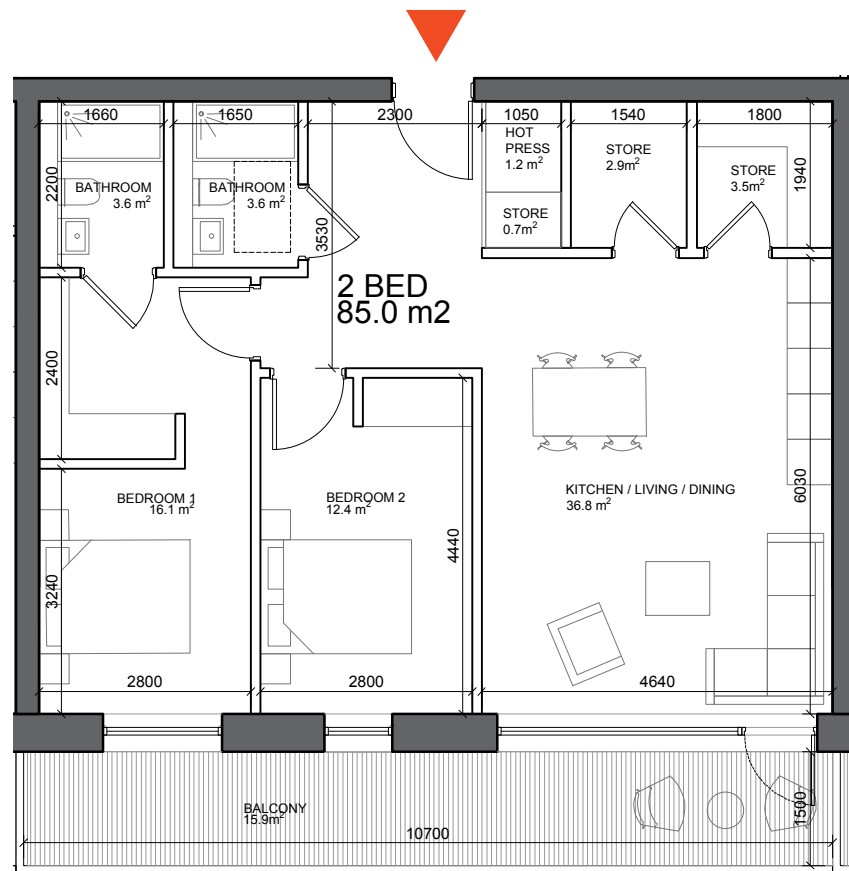 1660
1650
2300
1050
1540
1800
HOT
PRESS
1.2 m²
STORE
2.9m²
STORE
3.5m²
1940
2200
BATHROOM
3.6 m²
BATHROOM
3.6 m²
STORE
0.7m²
3530
2 BED
85.0 m2
2400
BEDROOM 1
16.1 m²
BEDROOM 2
12.4 m²
KITCHEN / LIVING / DINING
36.8 m²
6030
4440
3240
2800
2800
4640
BALCONY
15.9m²
1500
10700